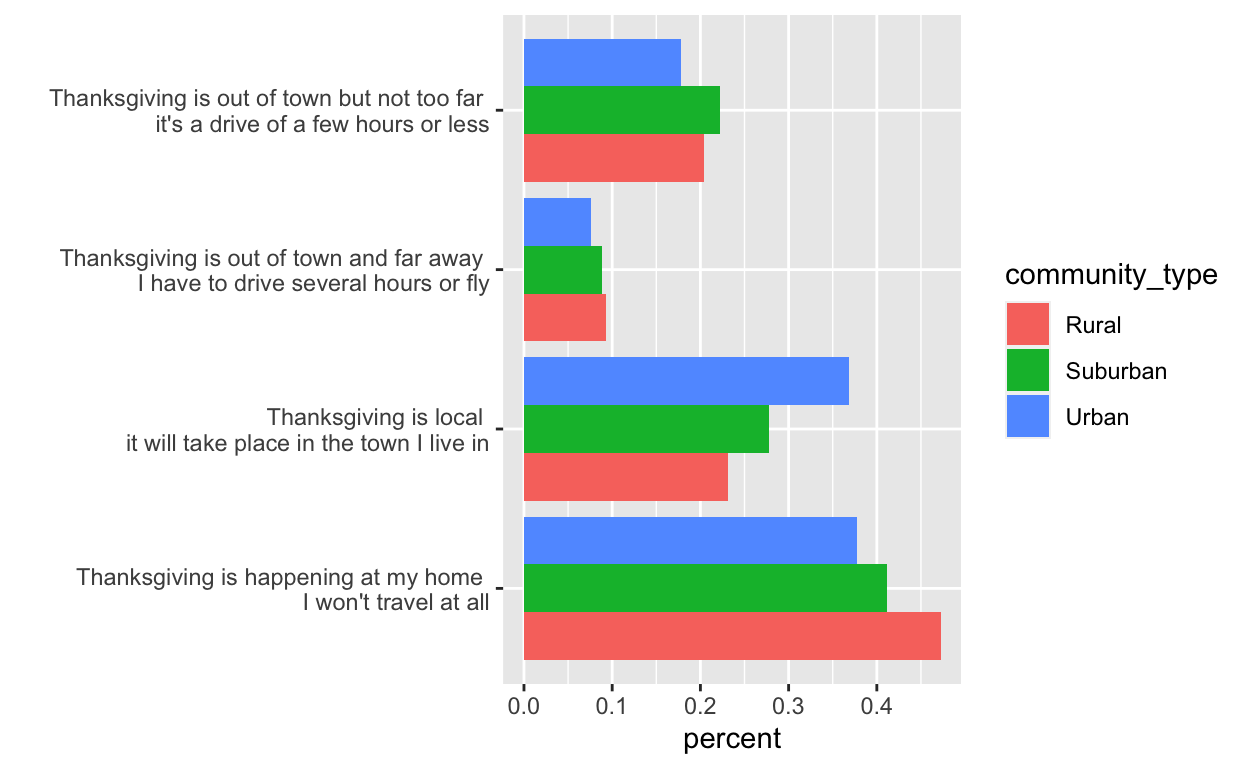 Thanksgiving is out of town but not too far
it's a drive of a few hours or less
Thanksgiving is out of town and far away
I have to drive several hours or fly
Thanksgiving is local
it will take place in the town I live in
Thanksgiving is happening at my home
I won't travel at all
0.0 0.1 0.2 0.3 0.4
percent
community_type
Rural
Suburban
Urban